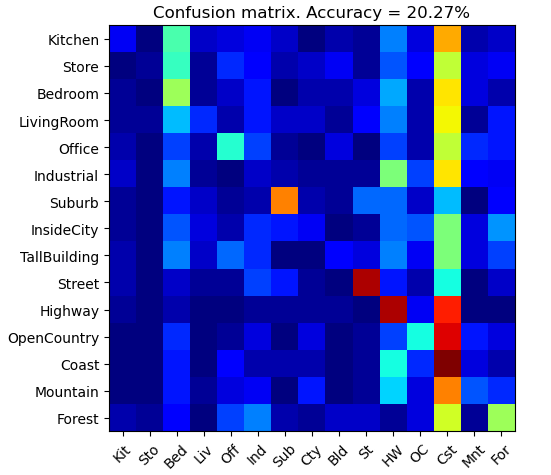 Confusion matrix. Accuracy = 20.27%
Kitchen
Store
Bedroom
LivingRoom
Office
Industrial
Suburb
InsideCity
TallBuilding
Street
Highway
OpenCountry
Coast
Mountain
Forest
Kit Sto Bed Liv Off Ind Sub Cty Bld St HW OC Cst Mnt For